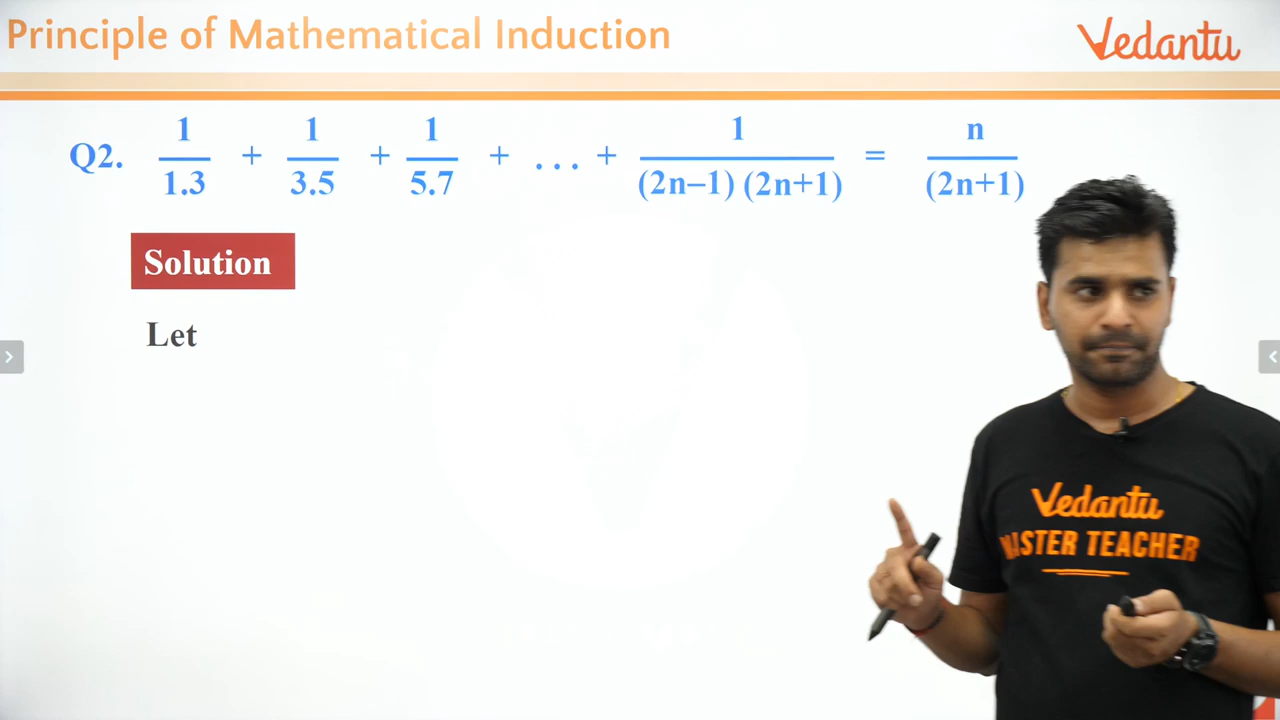 Principle of Mathematical Induction
Vedantu
Q2. 1/1.3 + 1/3.5 + 1/5.7 + ... + 1/(2n–1) (2n+1) = n/(2n+1)
Solution
Let
Vedantu
MASTER TEACHER